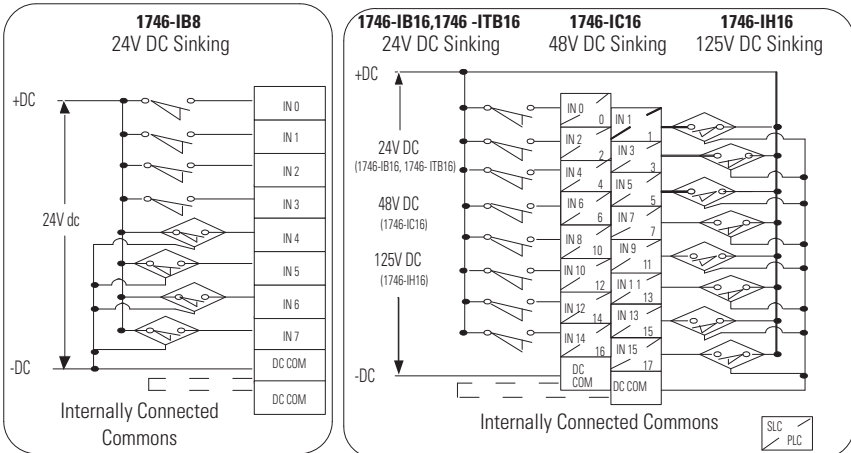 1746-IB8
24V DC Sinking
+DC
24V dc
-DC
IN 0
IN 1
IN 2
IN 3
IN 4
IN 5
IN 6
IN 7
DC COM
DC COM
Internally Connected
Commons
1746-IB16,1746 -ITB16
24V DC Sinking
1746-IC16
48V DC Sinking
1746-IH16
125V DC Sinking
+DC
24V DC
(1746-IB16, 1746- ITB16)
48V DC
(1746-IC16)
125V DC
(1746-IH16)
-DC
IN 0
0
IN 2
2
IN 4
4
IN 6
6
IN 8
10
IN 10
12
IN 12
14
IN 14
16
DC
COM
IN 1
1
IN 3
3
IN 5
5
IN 7
7
IN 9
11
IN 1 1
13
IN 13
15
IN 15
17
DC COM
Internally Connected Commons
SLC
PLC